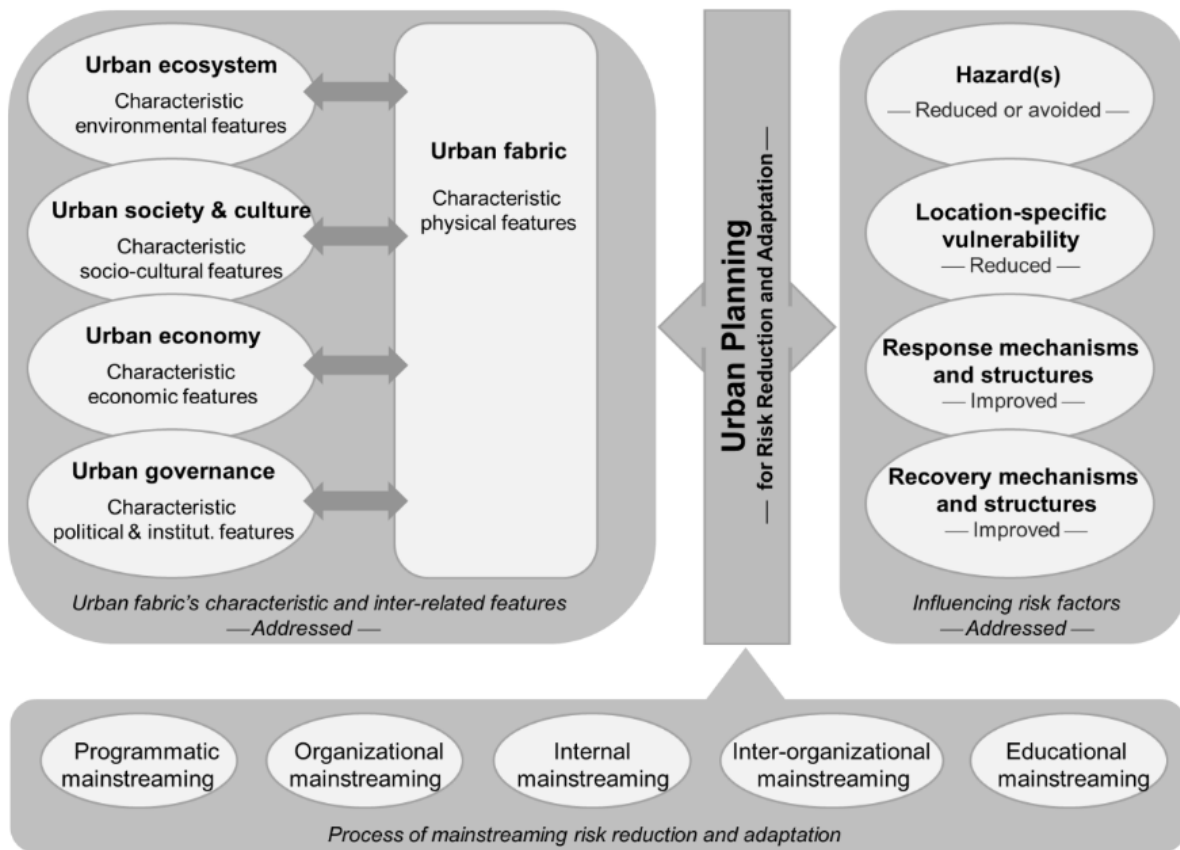 Urban ecosystem
Characteristic
environmental features
Urban society & culture
Characteristic
socio-cultural features
Urban economy
Characteristic
economic features
Urban governance
Characteristic
political & institut. features
Urban fabric
Characteristic
physical features
Urban fabric's characteristic and inter-related features
— Addressed —
Urban Planning
— for Risk Reduction and Adaptation —
Hazard(s)
— Reduced or avoided —
Location-specific
vulnerability
— Reduced —
Response mechanisms
and structures
— Improved —
Recovery mechanisms
and structures
— Improved —
Influencing risk factors
— Addressed —
Programmatic
mainstreaming
Organizational
mainstreaming
Internal
mainstreaming
Inter-organizational
mainstreaming
Educational
mainstreaming
Process of mainstreaming risk reduction and adaptation